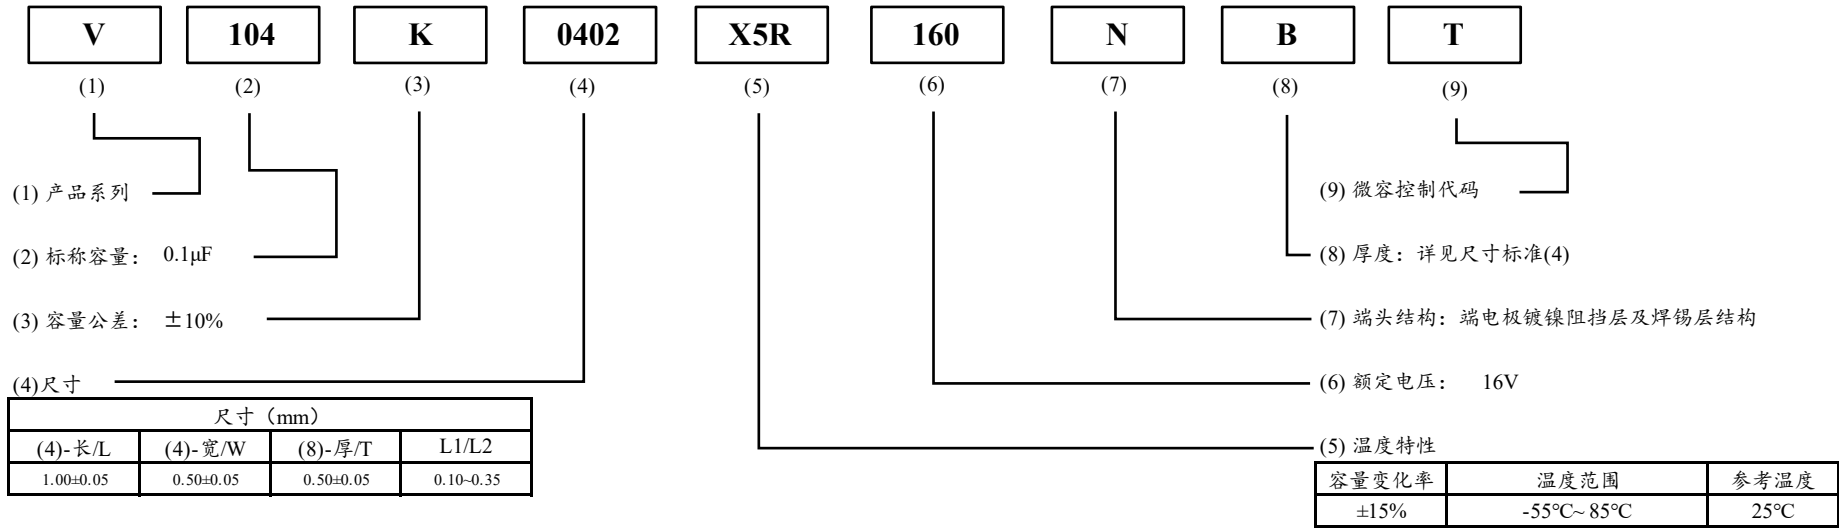 V 104 K 0402 X5R 160 N B T
(1) (2) (3) (4) (5) (6) (7) (8) (9)
(1) 产品系列
(2) 标称容量： 0.1μF
(3) 容量公差： ±10%
(4)尺寸
尺寸（mm）
(4)-长/L (4)-宽/W (8)-厚/T L1/L2
1.00±0.05 0.50±0.05 0.50±0.05 0.10~0.35
(9) 微容控制代码
(8) 厚度：详见尺寸标准(4)
(7) 端头结构：端电极镀镍阻挡层及焊锡层结构
(6) 额定电压： 16V
(5) 温度特性
容量变化率 温度范围 参考温度
±15% -55℃~ 85℃ 25℃